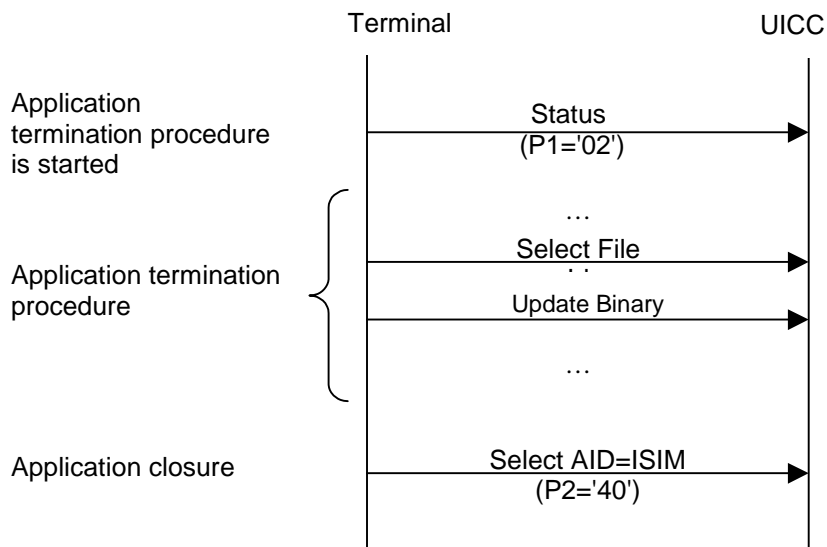 Terminal
UICC
Application
termination procedure
is started
Status
(P1='02')
…
Select File
. .
Application termination
procedure
Update Binary
…
Application closure
Select AID=ISIM
(P2='40')